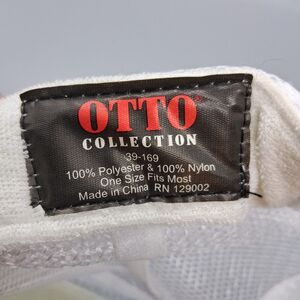 OTTO
COLLECTION
39-169
100% Polyester & 100% Nylon
One Size Fits Most
Made in China RN 129002